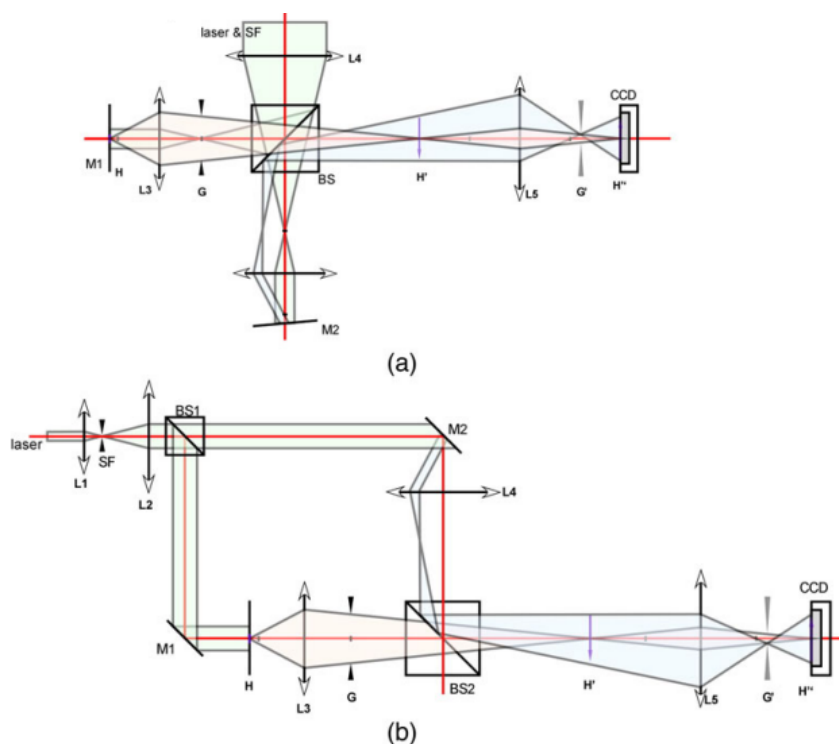 laser & SF
L4
CCD
M1
H
L3
G
BS
H'
L5
G'
H"
M2
(a)
BS1
M2
laser
SF
L1
L2
L4
CCD
M1
H
L3
G
BS2
H'
L5
G'
H"
(b)